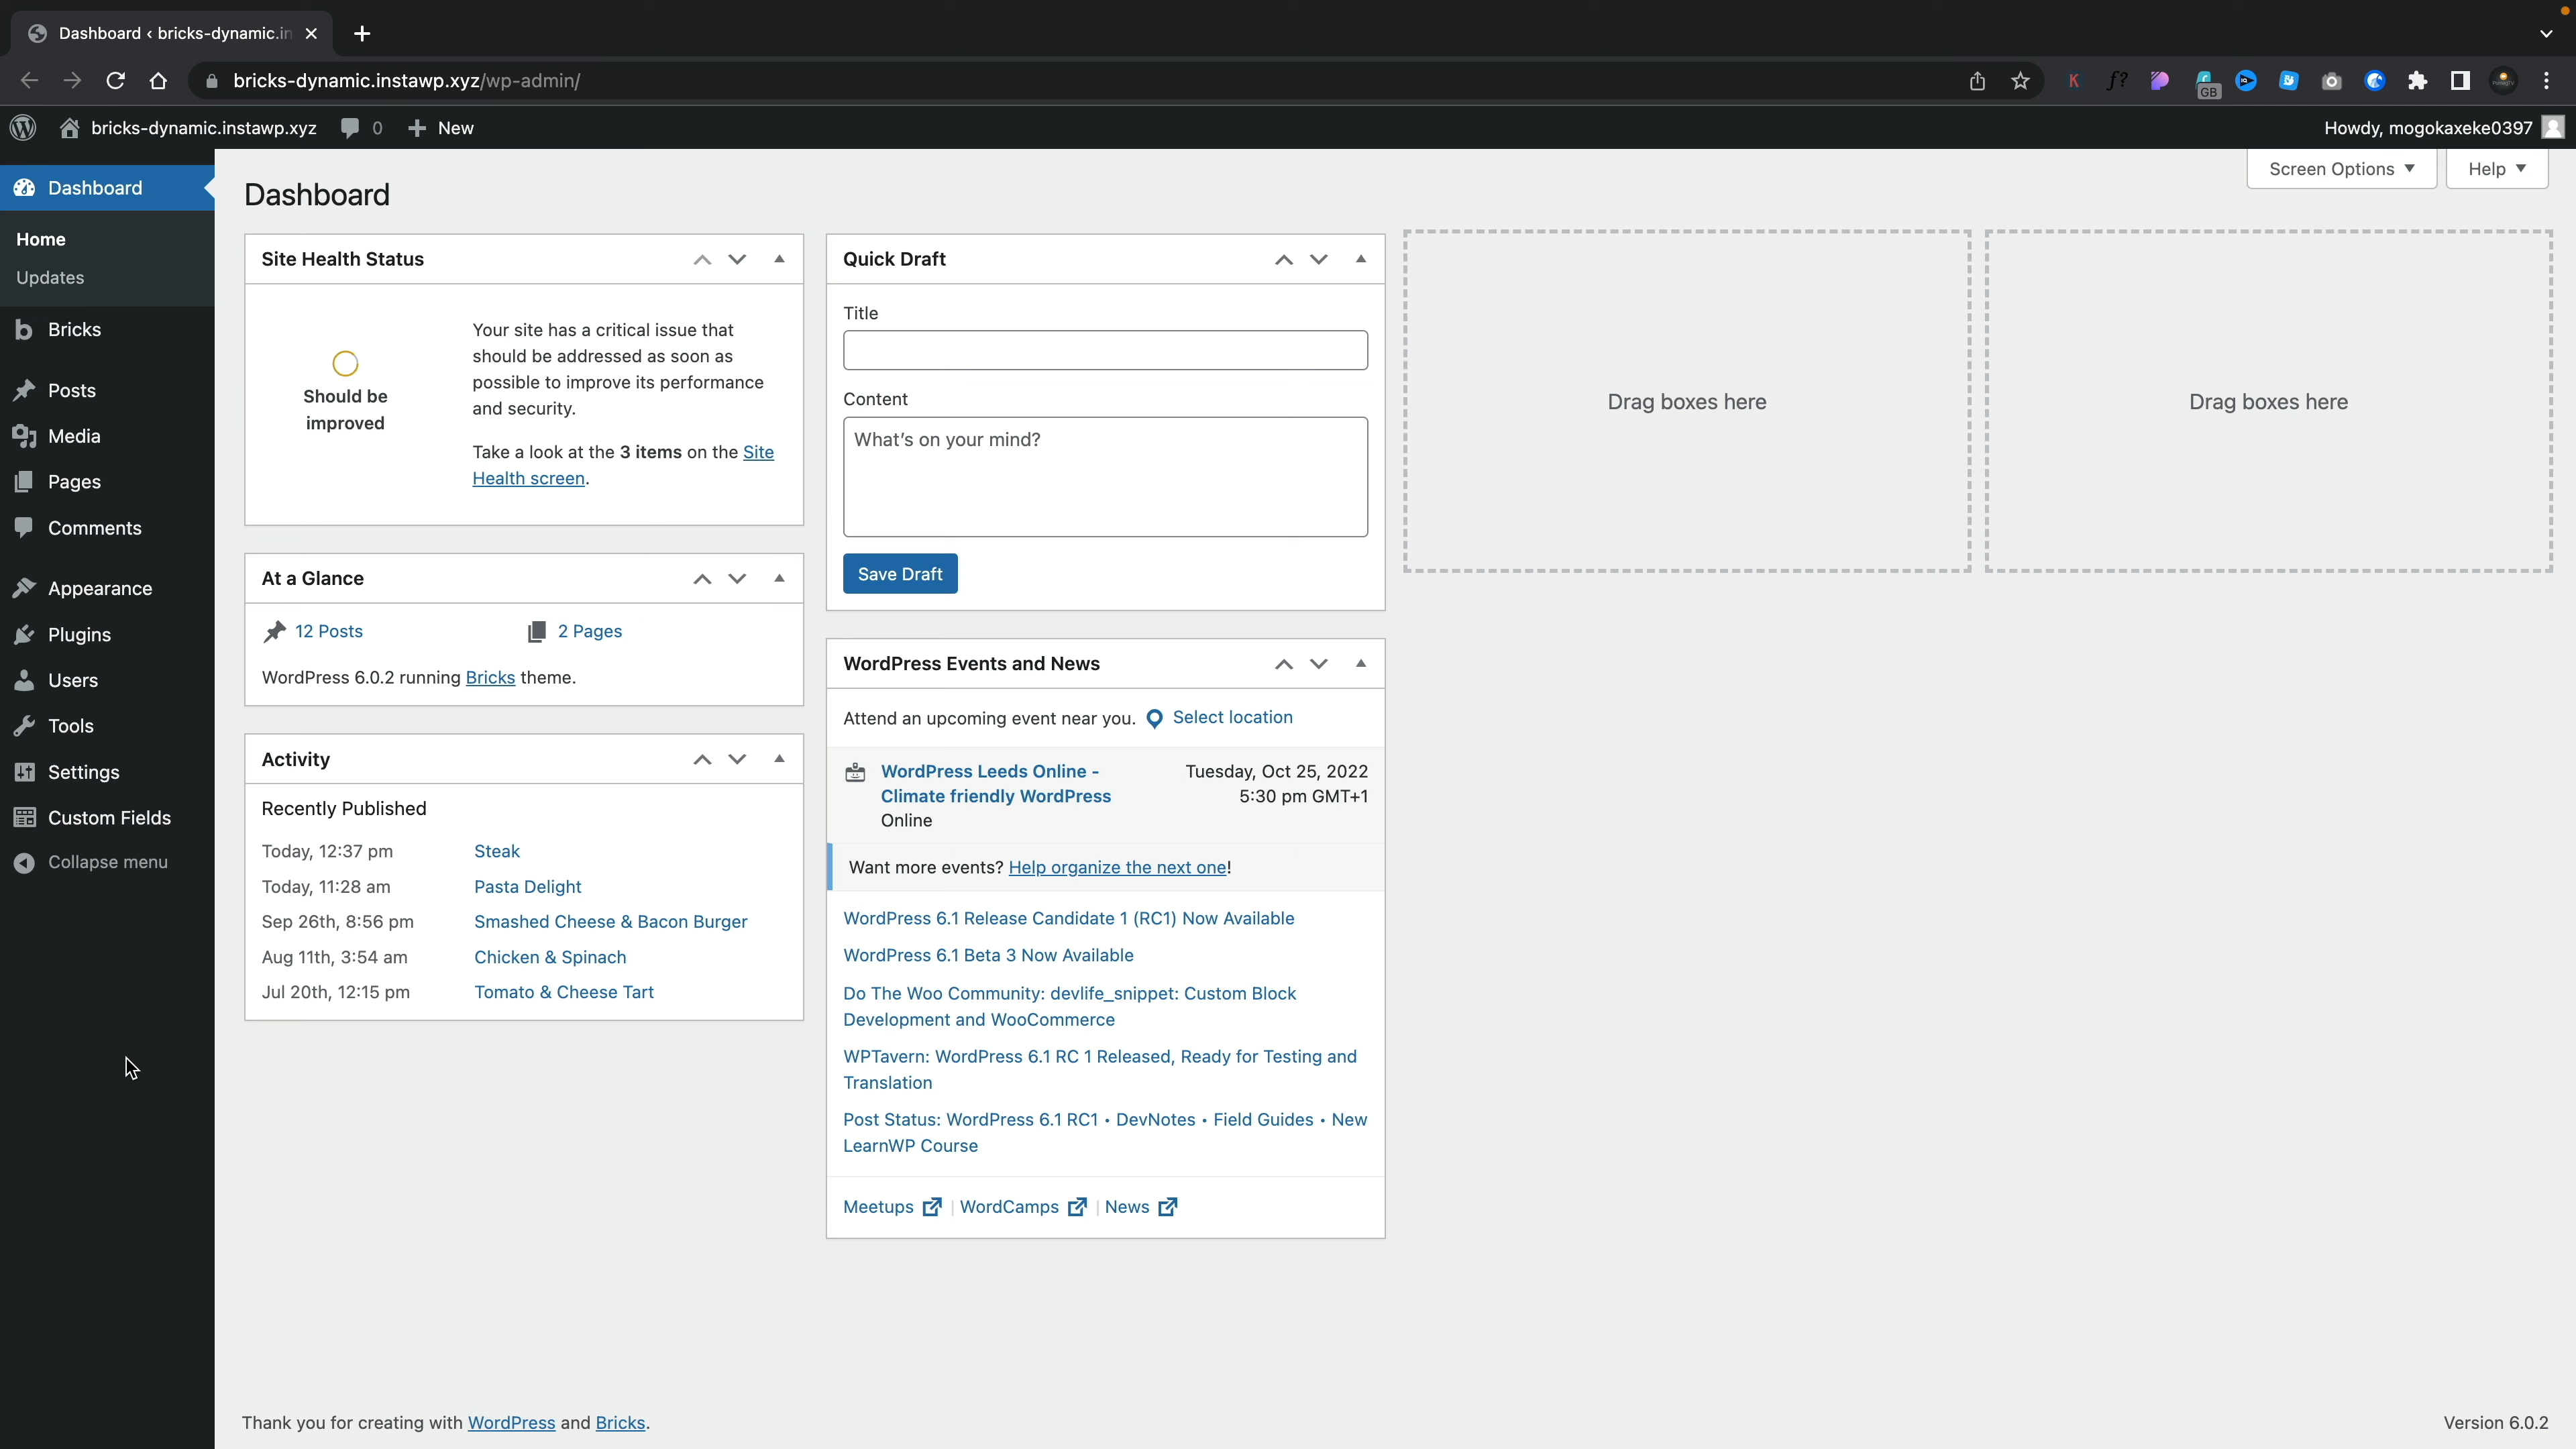 Dashboard ‹ bricks-dynamic.in
bricks-dynamic.instawp.xyz/wp-admin/
GB
bricks-dynamic.instawp.xyz
0
New
Howdy, mogokaxeke0397
Screen Options
Help
Dashboard
Home
Updates
Bricks
Posts
Media
Pages
Comments
Appearance
Plugins
Users
Tools
Settings
Custom Fields
Collapse menu
Dashboard
Site Health Status
Should be
improved
Your site has a critical issue that
should be addressed as soon as
possible to improve its performance
and security.
Take a look at the 3 items on the Site
Health screen.
At a Glance
12 Posts
2 Pages
WordPress 6.0.2 running Bricks theme.
Activity
Recently Published
Today, 12:37 pm Steak
Today, 11:28 am Pasta Delight
Sep 26th, 8:56 pm Smashed Cheese & Bacon Burger
Aug 11th, 3:54 am Chicken & Spinach
Jul 20th, 12:15 pm Tomato & Cheese Tart
Quick Draft
Title
Content
What's on your mind?
Save Draft
WordPress Events and News
Attend an upcoming event near you. Select location
WordPress Leeds Online -
Climate friendly WordPress
Online
Tuesday, Oct 25, 2022
5:30 pm GMT+1
Want more events? Help organize the next one!
WordPress 6.1 Release Candidate 1 (RC1) Now Available
WordPress 6.1 Beta 3 Now Available
Do The Woo Community: devlife_snippet: Custom Block
Development and WooCommerce
WPTavern: WordPress 6.1 RC 1 Released, Ready for Testing and
Translation
Post Status: WordPress 6.1 RC1 • DevNotes • Field Guides • New
LearnWP Course
Meetups | WordCamps | News
Drag boxes here
Drag boxes here
Thank you for creating with WordPress and Bricks.
Version 6.0.2